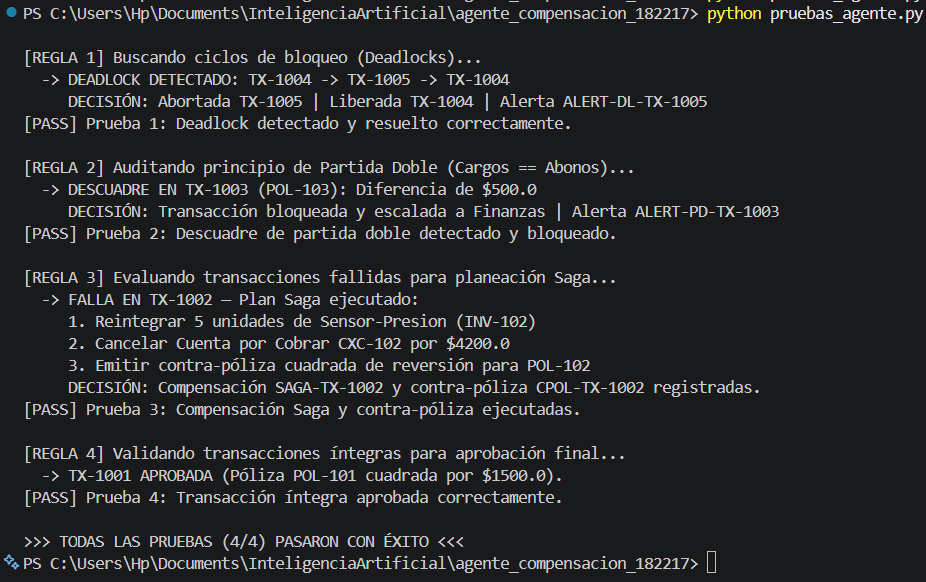 PS C:\Users\Hp\Documents\InteligenciaArtificial\agente_compensacion_182217> python pruebas_agente.py
[REGLA 1] Buscando ciclos de bloqueo (Deadlocks)...
-> DEADLOCK DETECTADO: TX-1004 -> TX-1005 -> TX-1004
DECISIÓN: Abortada TX-1005 | Liberada TX-1004 | Alerta ALERT-DL-TX-1005
[PASS] Prueba 1: Deadlock detectado y resuelto correctamente.
[REGLA 2] Auditando principio de Partida Doble (Cargos == Abonos)...
-> DESCUADRE EN TX-1003 (POL-103): Diferencia de $500.0
DECISIÓN: Transacción bloqueada y escalada a Finanzas | Alerta ALERT-PD-TX-1003
[PASS] Prueba 2: Descuadre de partida doble detectado y bloqueado.
[REGLA 3] Evaluando transacciones fallidas para planeación Saga...
-> FALLA EN TX-1002 — Plan Saga ejecutado:
1. Reintegrar 5 unidades de Sensor-Presion (INV-102)
2. Cancelar Cuenta por Cobrar CXC-102 por $4200.0
3. Emitir contra-póliza cuadrada de reversión para POL-102
DECISIÓN: Compensación SAGA-TX-1002 y contra-póliza CPOL-TX-1002 registradas.
[PASS] Prueba 3: Compensación Saga y contra-póliza ejecutadas.
[REGLA 4] Validando transacciones íntegras para aprobación final...
-> TX-1001 APROBADA (Póliza POL-101 cuadrada por $1500.0).
[PASS] Prueba 4: Transacción íntegra aprobada correctamente.
>>> TODAS LAS PRUEBAS (4/4) PASARON CON ÉXITO <<<
PS C:\Users\Hp\Documents\InteligenciaArtificial\agente_compensacion_182217>